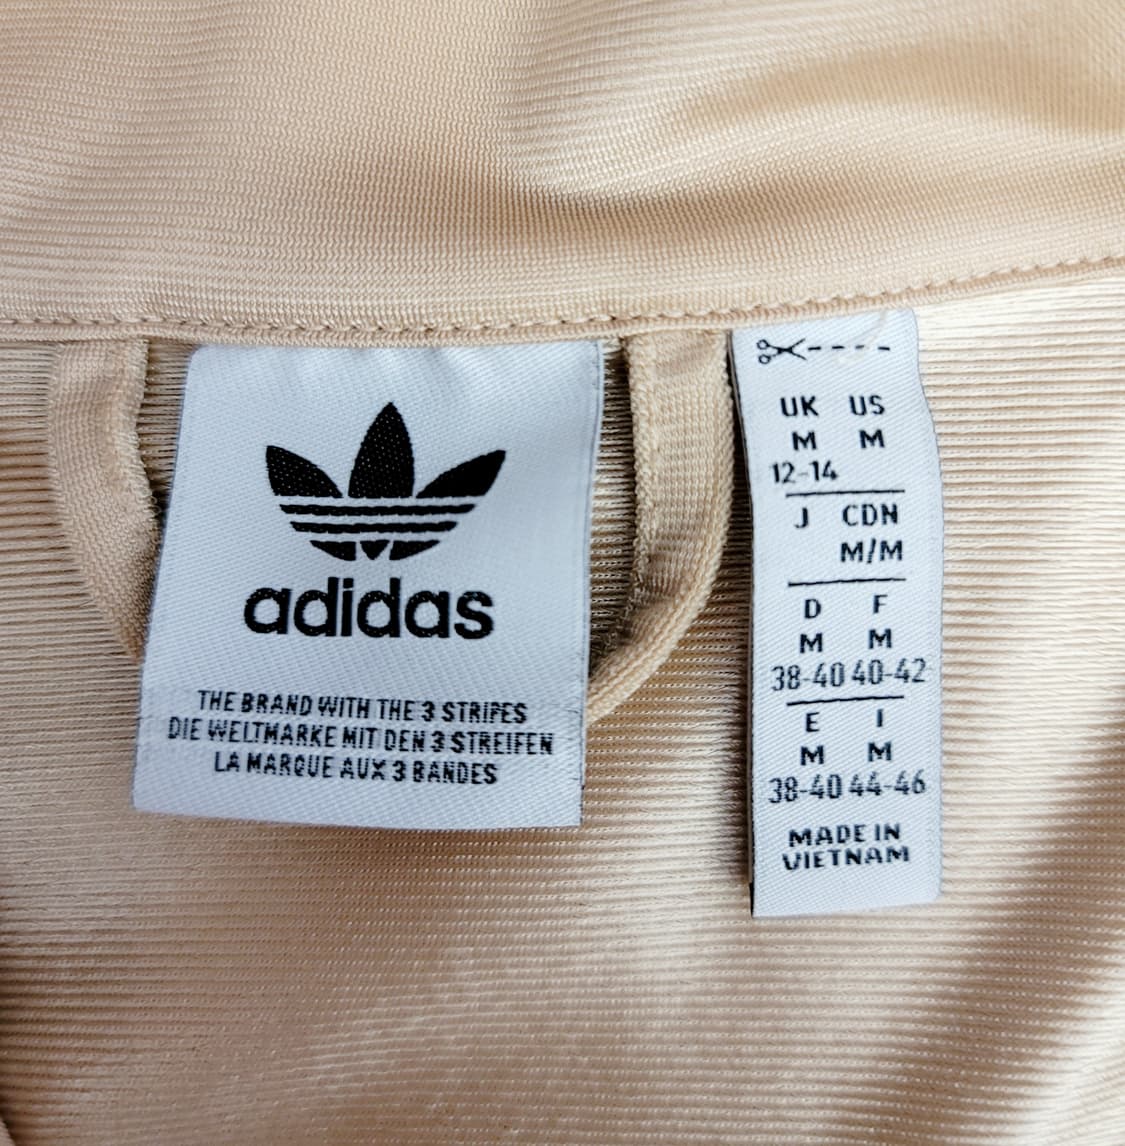 adidas
THE BRAND WITH THE 3 STRIPES
DIE WELTMARKE MIT DEN 3 STREIFEN
LA MARQUE AUX 3 BANDES
UK US
M M
12-14
J CDN
M/M
D F
M M
38-40 40-42
E I
M M
38-40 44-46
MADE IN
VIETNAM